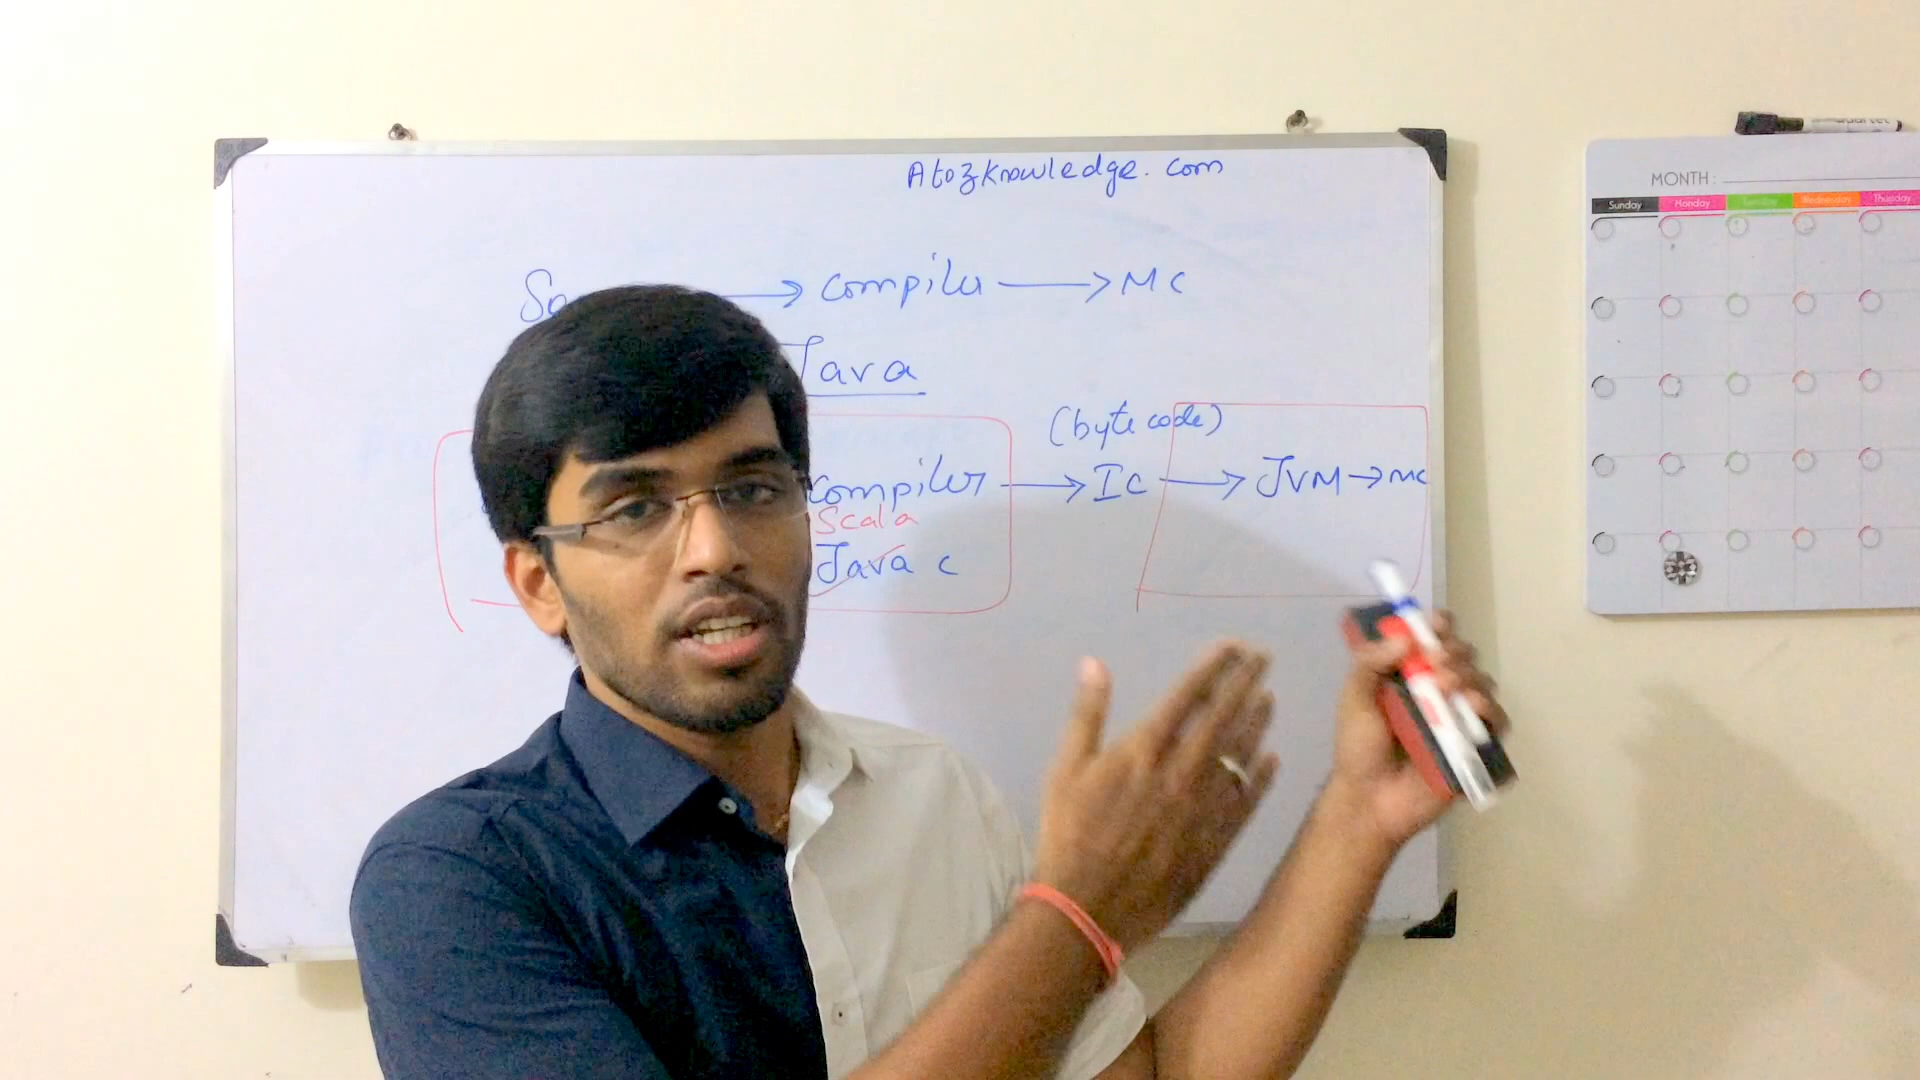 Atozknowledge.com
→ Compiler → MC
Java
(byte code)
Compiler → IC → JVM → MC
Scala
Java c
MONTH:
Sunday Monday Tuesday Wednesday Thursday